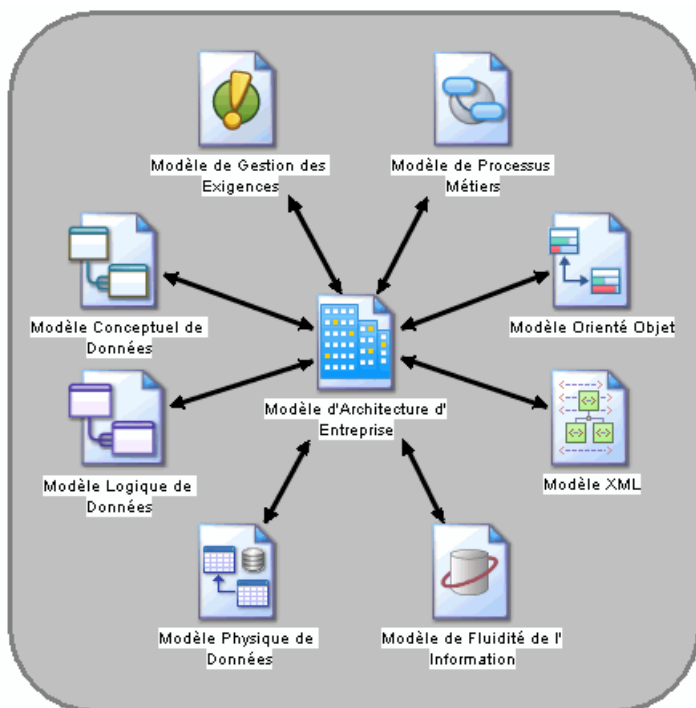 Modèle de Gestion des
Exigences
Modèle de Processus
Métiers
Modèle Conceptuel de
Données
Modèle Orienté Objet
Modèle d'Architecture d'
Entreprise
Modèle Logique de
Données
Modèle XML
Modèle Physique de
Données
Modèle de Fluidité de l'
Information